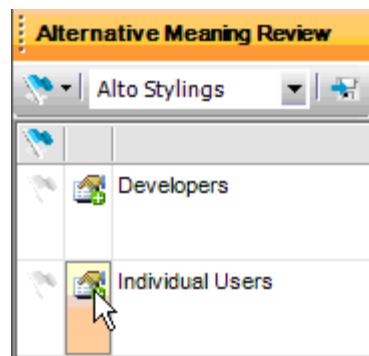 Alternative Meaning Review
Alto Stylings
Developers
Individual Users